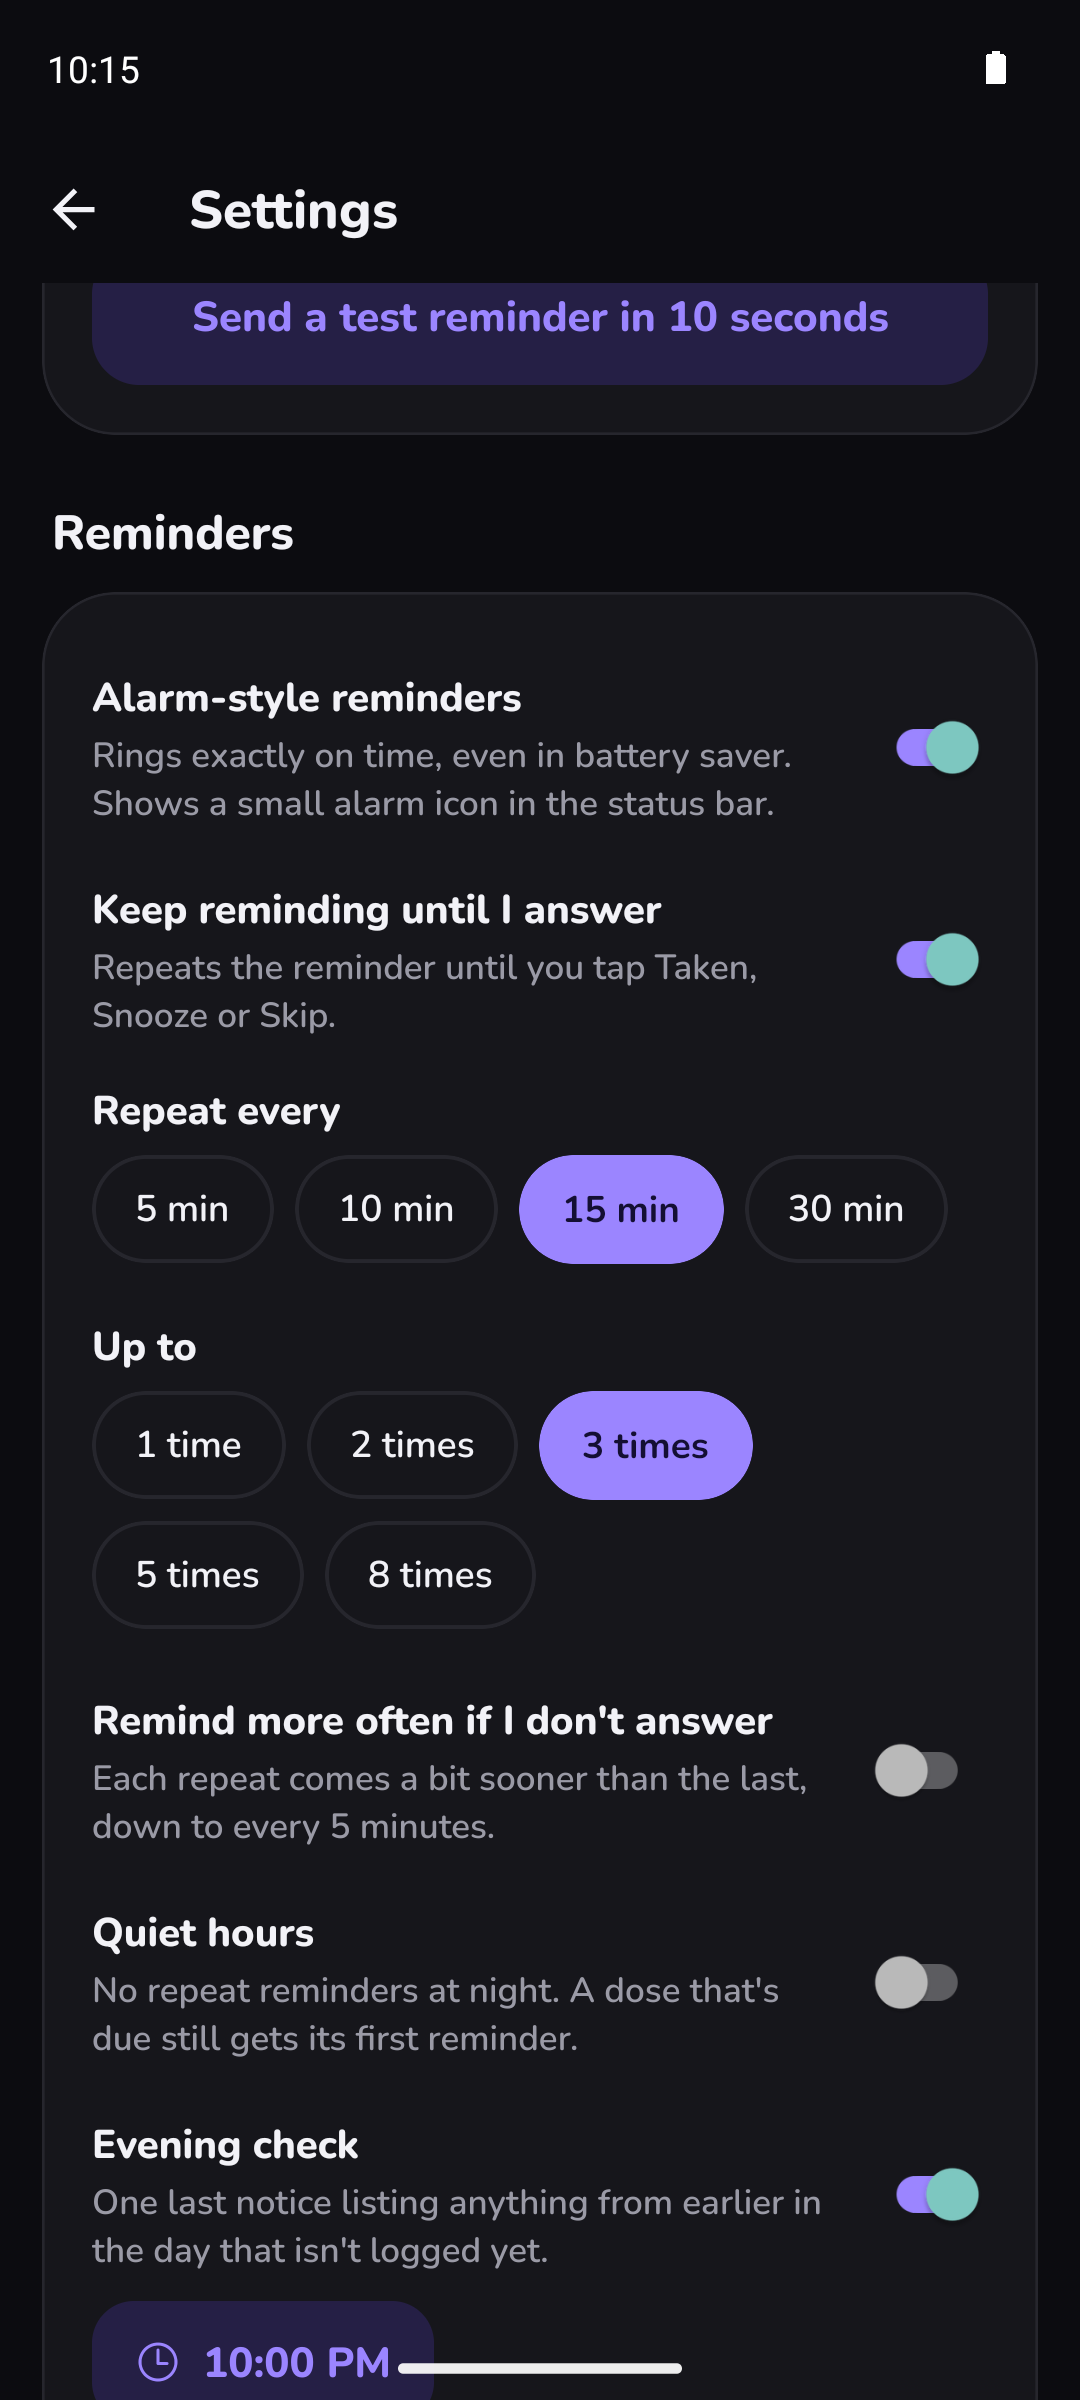 10:15
Settings
Send a test reminder in 10 seconds
Reminders
Alarm-style reminders
Rings exactly on time, even in battery saver.
Shows a small alarm icon in the status bar.
Keep reminding until I answer
Repeats the reminder until you tap Taken,
Snooze or Skip.
Repeat every
5 min 10 min 15 min 30 min
Up to
1 time 2 times 3 times
5 times 8 times
Remind more often if I don't answer
Each repeat comes a bit sooner than the last,
down to every 5 minutes.
Quiet hours
No repeat reminders at night. A dose that's
due still gets its first reminder.
Evening check
One last notice listing anything from earlier in
the day that isn't logged yet.
10:00 PM